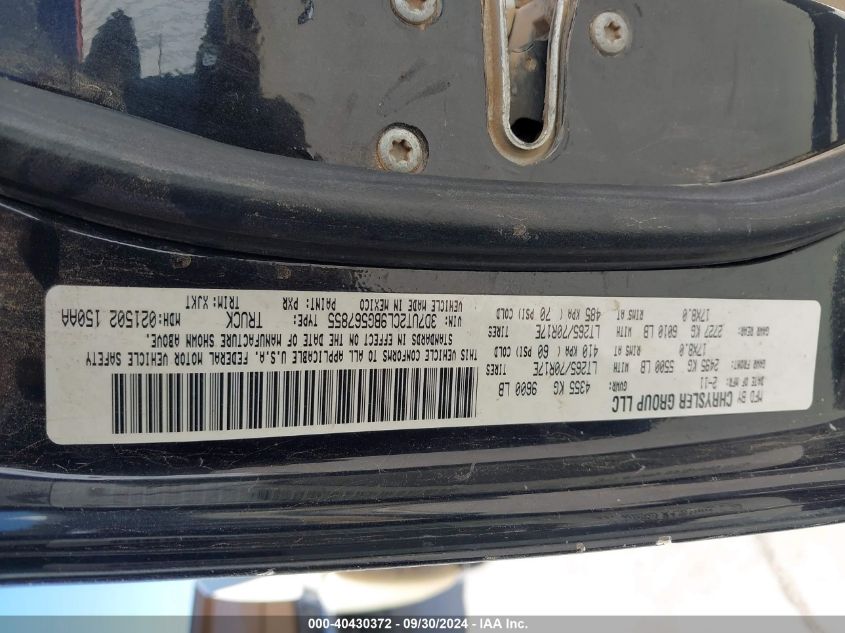 MFD BY CHRYSLER GROUP LLC
DATE OF MFR: 2-11 GVWR: 4355 KG 9600 LB
GAWR FRONT: 2495 KG 5500 LB WITH TIRES LT265/70R17E
RIMS AT 17X8.0 410 KPA ( 60 PSI) COLD
GAWR REAR: 2727 KG 6010 LB WITH TIRES LT265/70R17E
RIMS AT 17X8.0 485 KPA ( 70 PSI) COLD
THIS VEHICLE CONFORMS TO ALL APPLICABLE U.S.A. FEDERAL MOTOR VEHICLE SAFETY
STANDARDS IN EFFECT ON THE DATE OF MANUFACTURE SHOWN ABOVE.
VIN: 3D7UT2CL9BG567855 TYPE: TRUCK MDH: 021502 150AA
VEHICLE MADE IN MEXICO PAINT: PXR TRIM: XJKT
000-40430372 - 09/30/2024 - IAA Inc.